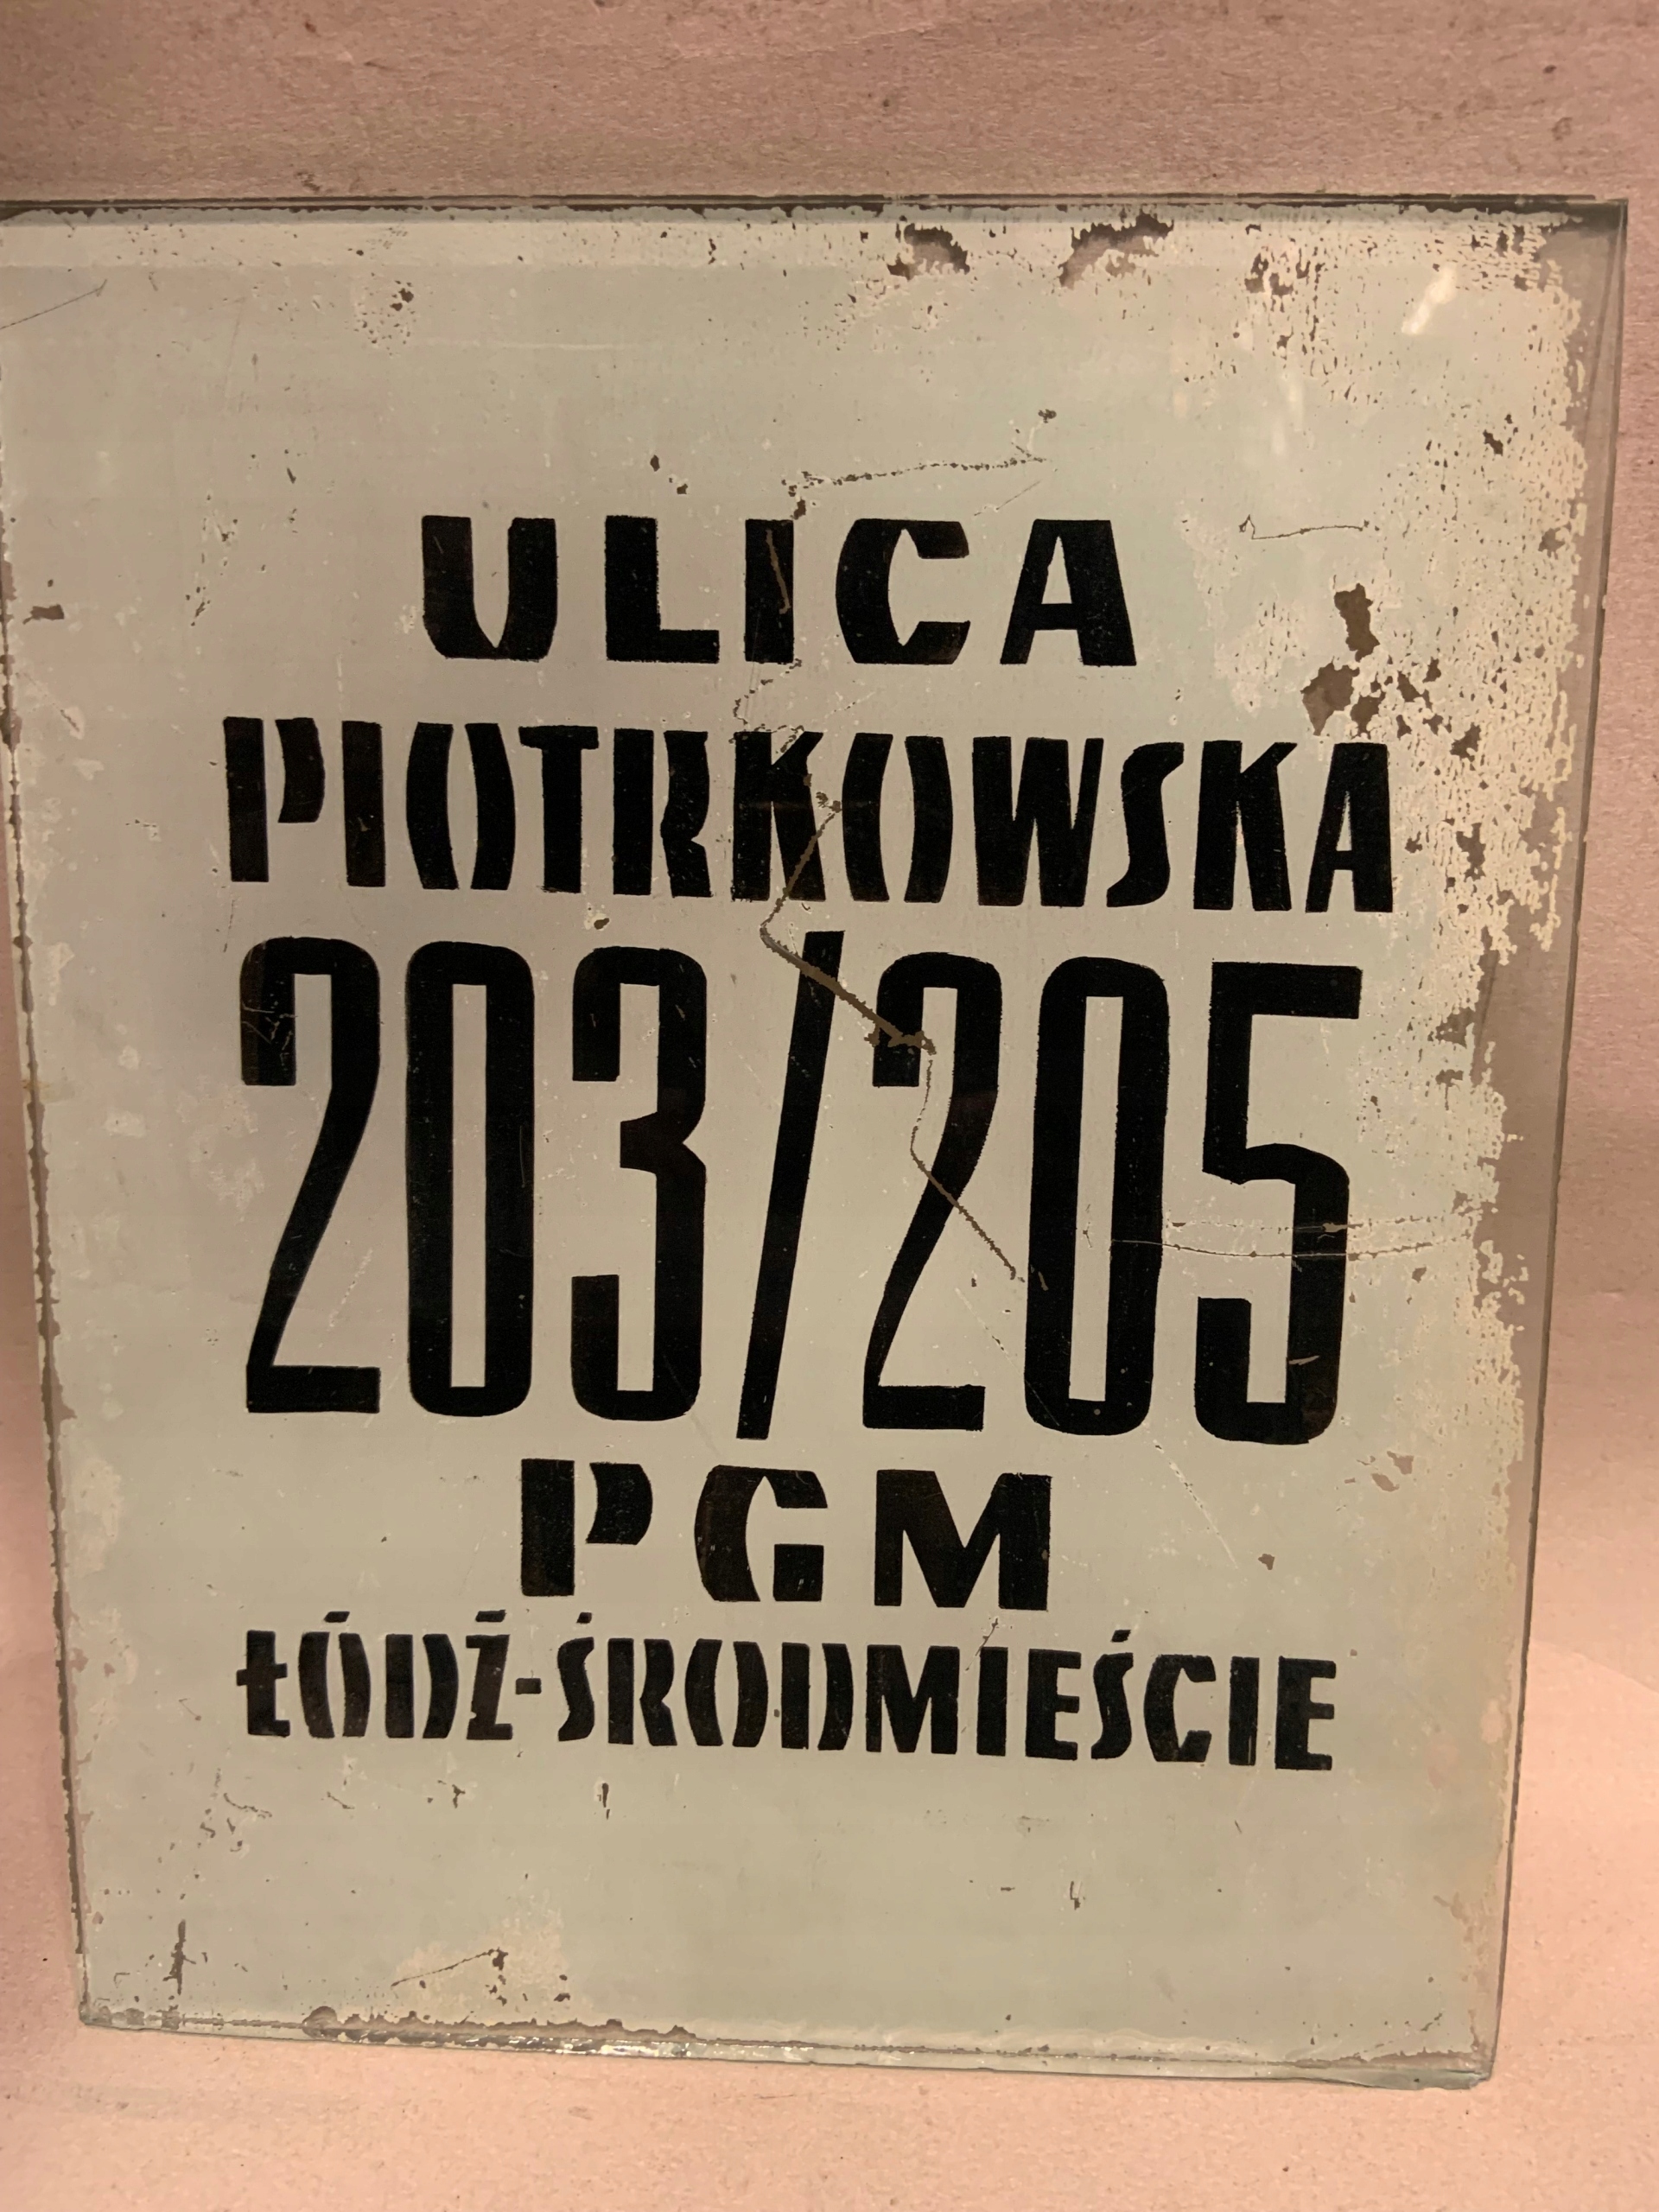 ULICA
PIOTRKOWSKA
203/205
PGM
ŁÓDŹ-ŚRODMIEŚCIE